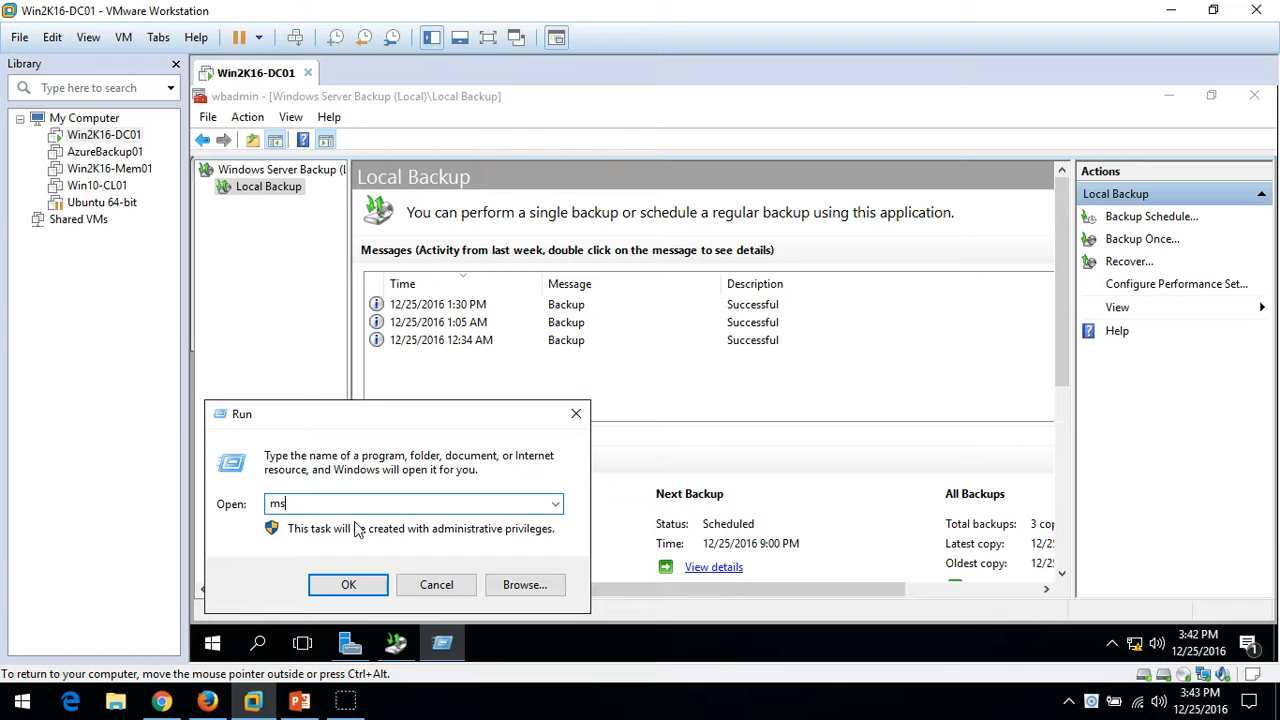 Win2K16-DC01 - VMware Workstation
File Edit View VM Tabs Help
Library
Type here to search
My Computer
Win2K16-DC01
AzureBackup01
Win2K16-Mem01
Win10-CL01
Ubuntu 64-bit
Shared VMs
Win2K16-DC01
wbadmin - [Windows Server Backup (Local)\Local Backup]
File Action View Help
Windows Server Backup (L
Local Backup
Local Backup
You can perform a single backup or schedule a regular backup using this application.
Messages (Activity from last week, double click on the message to see details)
Time Message Description
12/25/2016 1:30 PM Backup Successful
12/25/2016 1:05 AM Backup Successful
12/25/2016 12:34 AM Backup Successful
Next Backup
Status: Scheduled
Time: 12/25/2016 9:00 PM
View details
All Backups
Total backups: 3 cop
Latest copy: 12/25
Oldest copy: 12/25
Actions
Local Backup
Backup Schedule...
Backup Once...
Recover...
Configure Performance Set...
View
Help
Run
Type the name of a program, folder, document, or Internet
resource, and Windows will open it for you.
Open: ms
This task will be created with administrative privileges.
OK Cancel Browse...
3:42 PM
12/25/2016
1
To return to your computer, move the mouse pointer outside or press Ctrl+Alt.
3:43 PM
12/25/2016